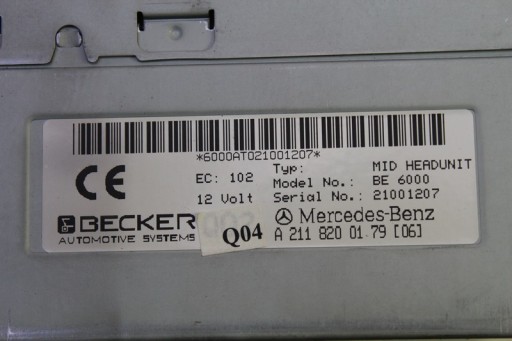 *6000AT021001207*
CE
EC: 102
Typ: MID HEADUNIT
Model No.: BE 6000
12 Volt
Serial No.: 21001207
BECKER
AUTOMOTIVE SYSTEMS
Q04
Mercedes-Benz
A 211 820 01 79 [06]